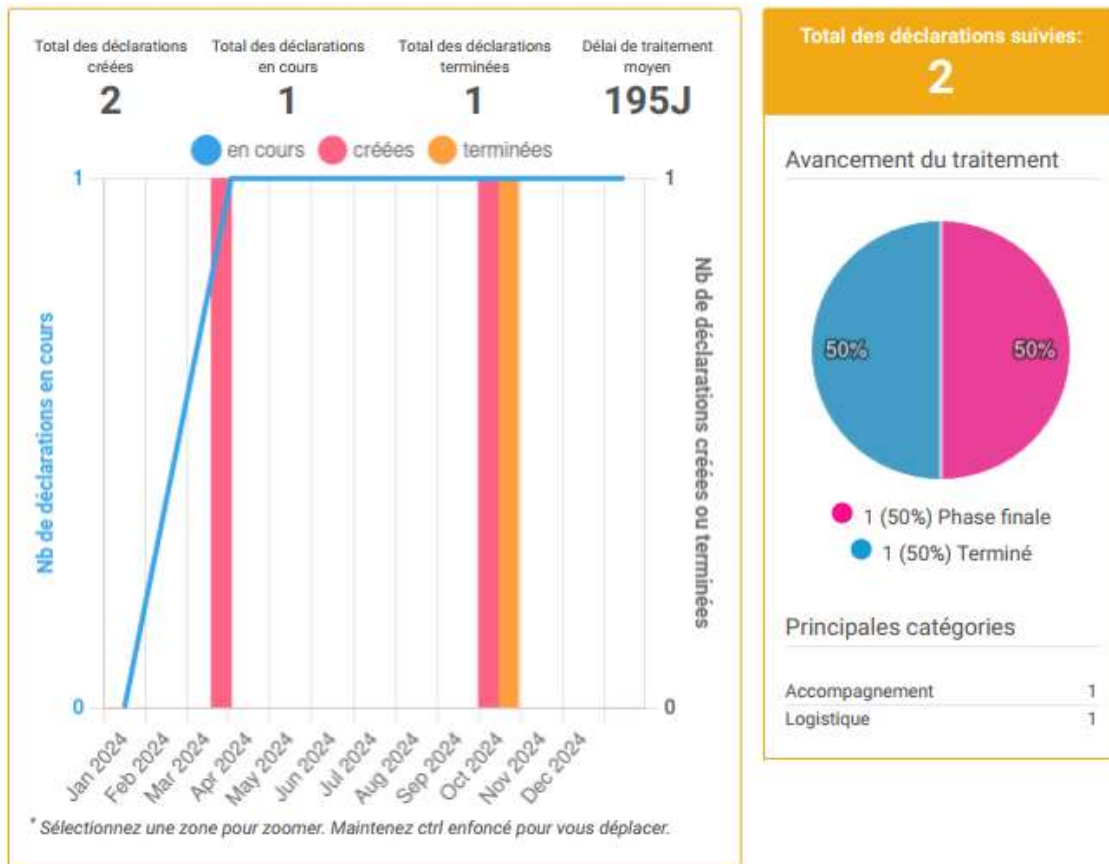 Total des déclarations
créées
2
Total des déclarations
en cours
1
Total des déclarations
terminées
1
Délai de traitement
moyen
195J
en cours
créées
terminées
1
0
Nb de déclarations en cours
1
0
Nb de déclarations créées ou terminées
Jan 2024
Feb 2024
Mar 2024
Apr 2024
May 2024
Jun 2024
Jul 2024
Aug 2024
Sep 2024
Oct 2024
Nov 2024
Dec 2024
* Sélectionnez une zone pour zoomer. Maintenez ctrl enfoncé pour vous déplacer.
Total des déclarations suivies:
2
Avancement du traitement
50%
50%
1 (50%) Phase finale
1 (50%) Terminé
Principales catégories
Accompagnement 1
Logistique 1